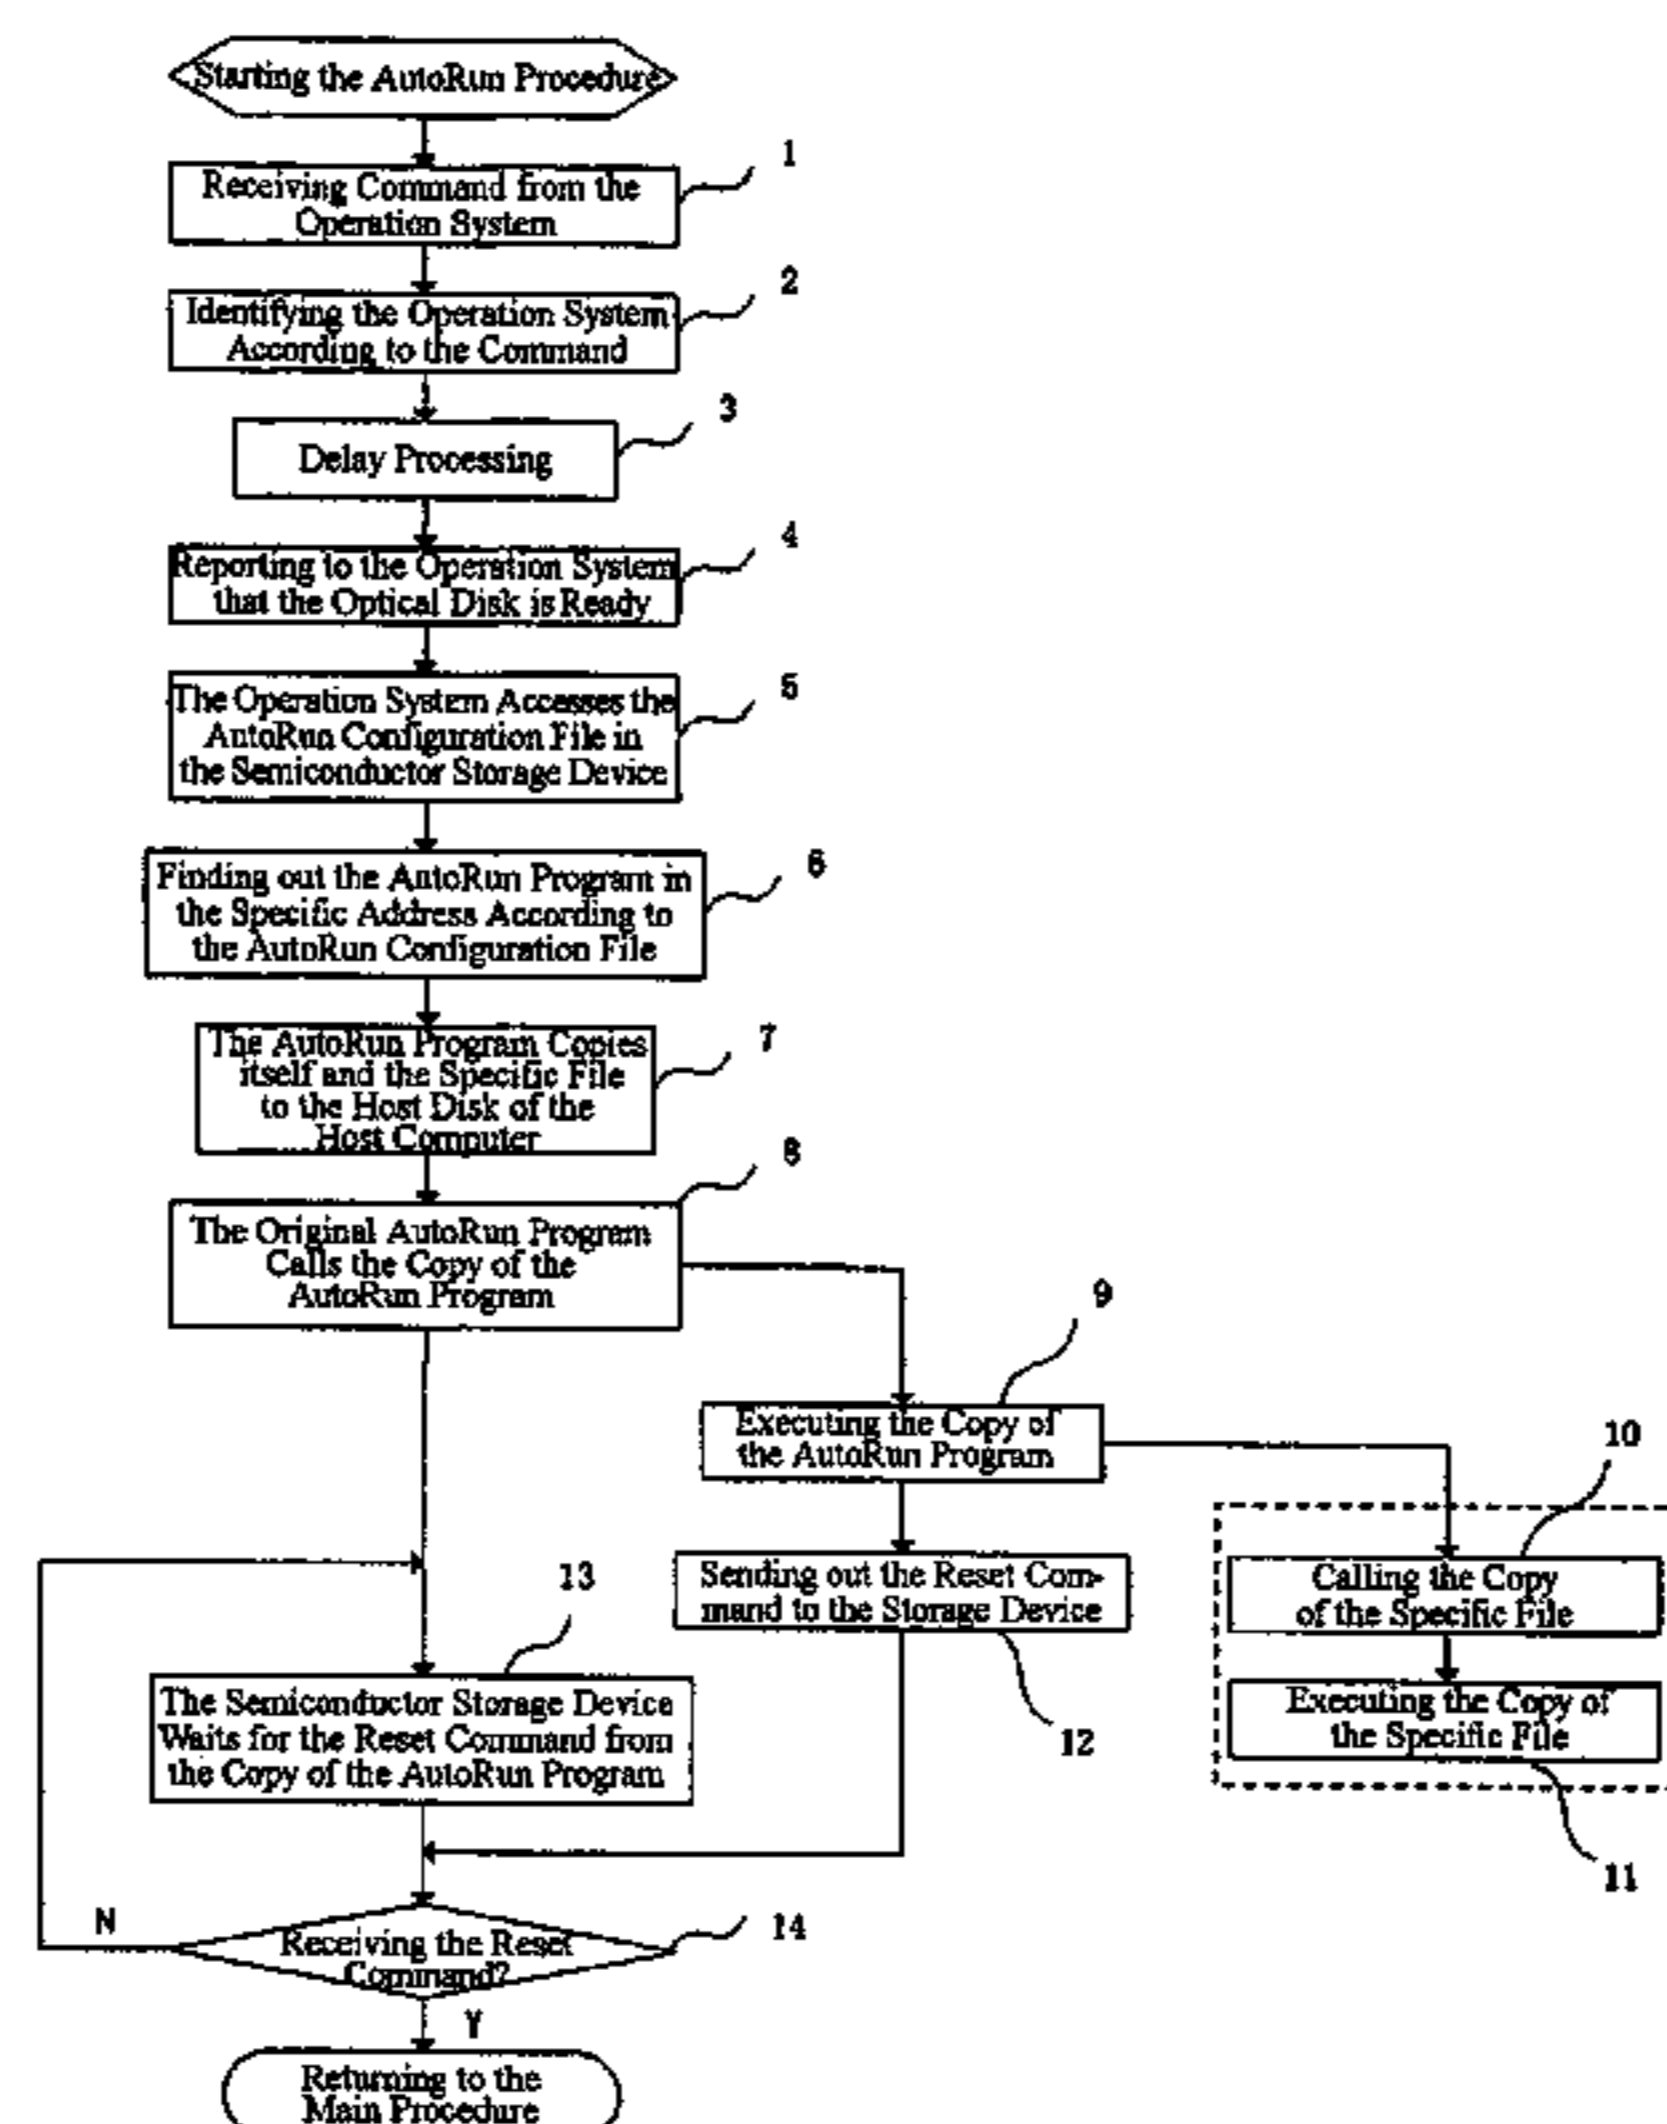 Starting the AutoRun Procedure
1
Receiving Command from the
Operation System
2
Identifying the Operation System
According to the Command
3
Delay Processing
4
Reporting to the Operation System
that the Optical Disk is Ready
5
The Operation System Accesses the
AutoRun Configuration File in
the Semiconductor Storage Device
6
Finding out the AutoRun Program in
the Specific Address According to
the AutoRun Configuration File
7
The AutoRun Program Copies
itself and the Specific File
to the Host Disk of the
Host Computer
8
The Original AutoRun Program
Calls the Copy of the
AutoRun Program
9
Executing the Copy of
the AutoRun Program
10
Calling the Copy
of the Specific File
Executing the Copy of
the Specific File
11
Sending out the Reset Com-
mand to the Storage Device
12
13
The Semiconductor Storage Device
Waits for the Reset Command from
the Copy of the AutoRun Program
N
14
Receiving the Reset
Command?
Y
Returning to the
Main Procedure